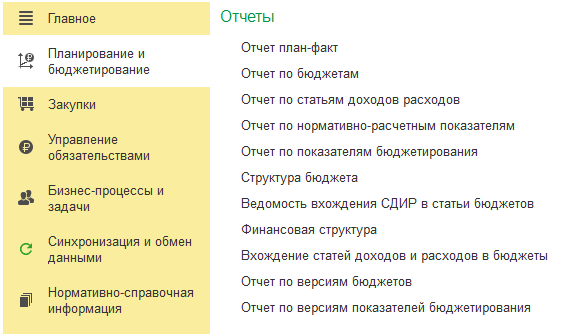 Главное
Планирование и
бюджетирование
Закупки
Управление
обязательствами
Бизнес-процессы и
задачи
Синхронизация и обмен
данными
Нормативно-справочная
информация
Отчеты
Отчет план-факт
Отчет по бюджетам
Отчет по статьям доходов расходов
Отчет по нормативно-расчетным показателям
Отчет по показателям бюджетирования
Структура бюджета
Ведомость вхождения СДИР в статьи бюджетов
Финансовая структура
Вхождение статей доходов и расходов в бюджеты
Отчет по версиям бюджетов
Отчет по версиям показателей бюджетирования